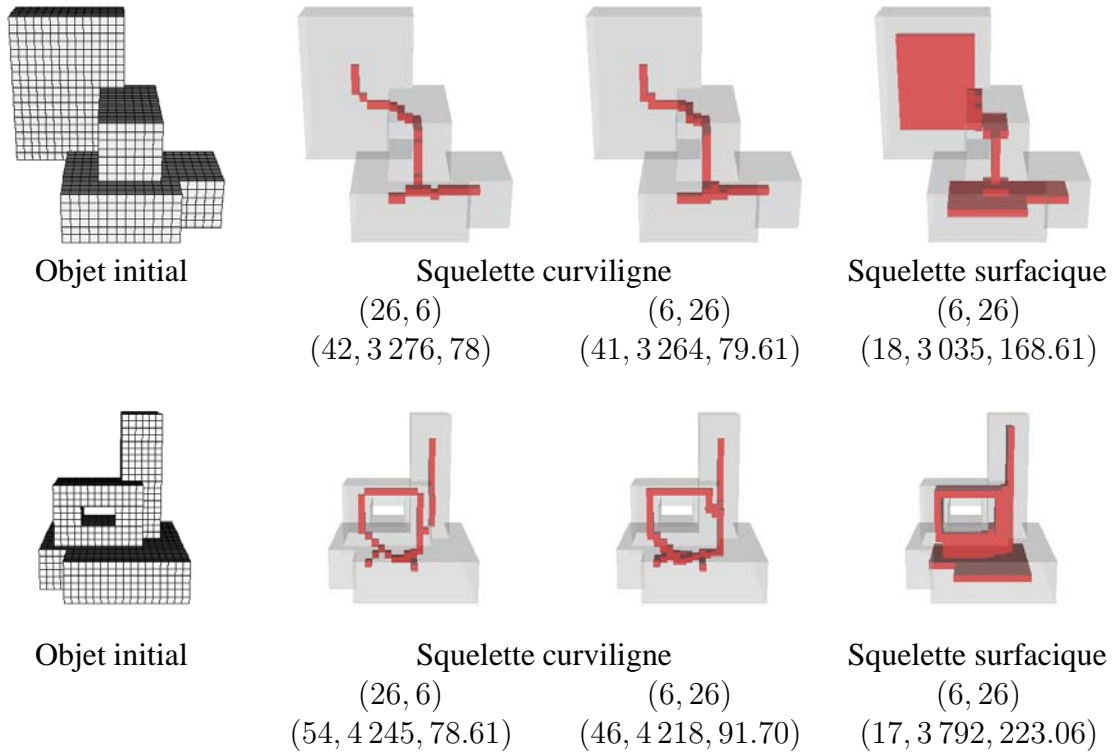 Objet initial Squelette curviligne Squelette surfacique
(26, 6) (6, 26) (6, 26)
(42, 3 276, 78) (41, 3 264, 79.61) (18, 3 035, 168.61)
Objet initial Squelette curviligne Squelette surfacique
(26, 6) (6, 26) (6, 26)
(54, 4 245, 78.61) (46, 4 218, 91.70) (17, 3 792, 223.06)